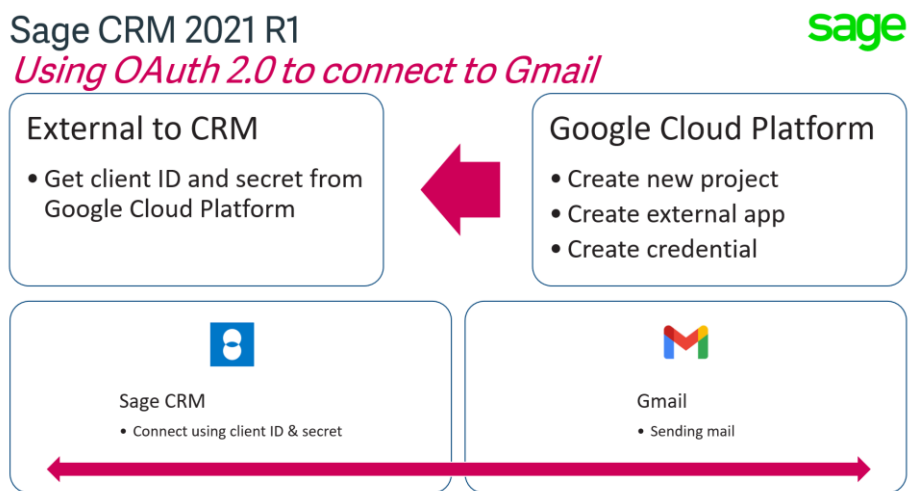 Sage CRM 2021 R1
sage
Using OAuth 2.0 to connect to Gmail
External to CRM
• Get client ID and secret from
Google Cloud Platform
Google Cloud Platform
• Create new project
• Create external app
• Create credential
Sage CRM
• Connect using client ID & secret
Gmail
• Sending mail